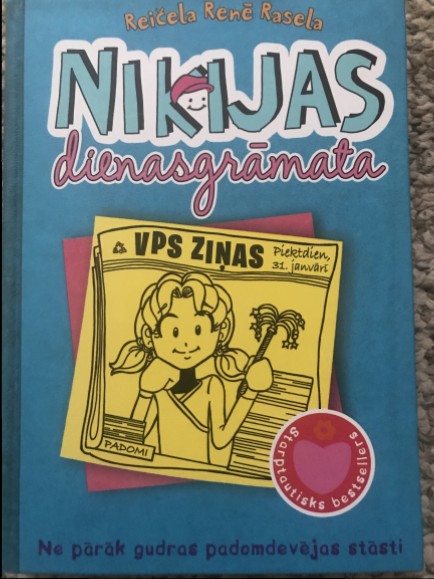 Reičela Renē Rasela
NIKIJAS
dienasgrāmata
VPS ZIŅAS
Piektdien,
31. janvārī
PADOMI
Starptautisks bestsellers
Ne pārāk gudras padomdevējas stāsti